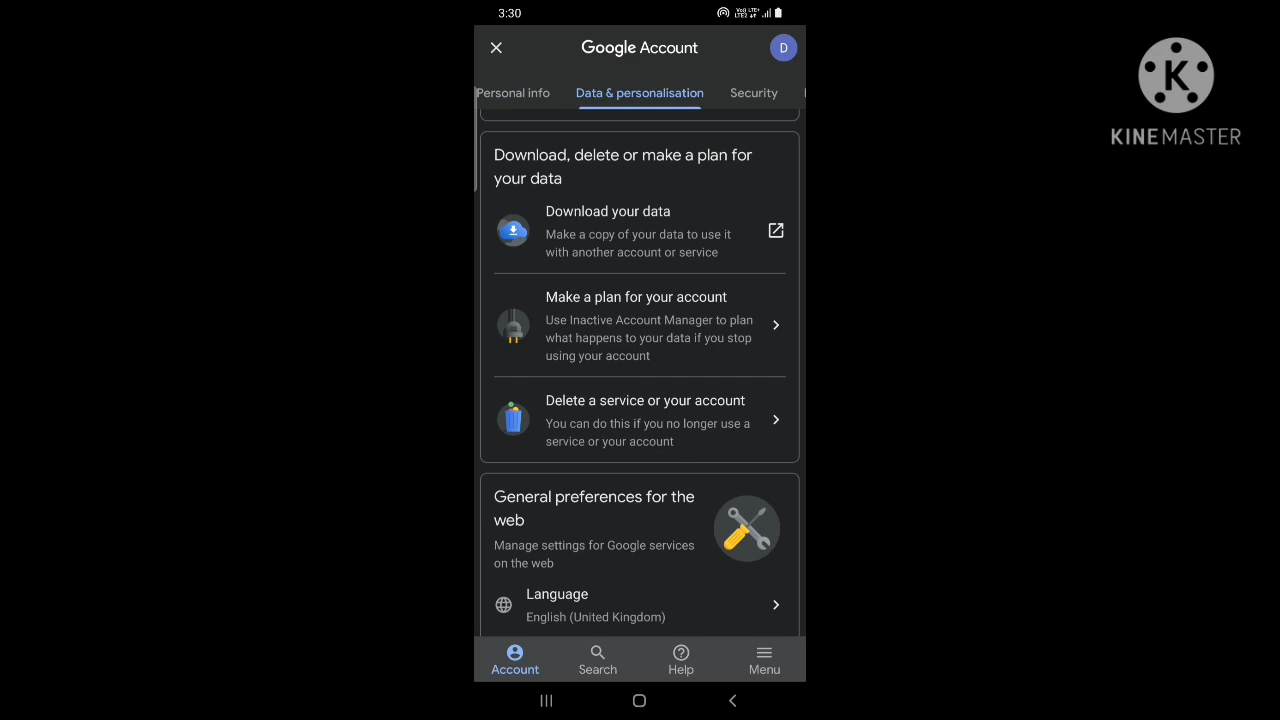 3:30
Google Account
D
Personal info
Data & personalisation
Security
Download, delete or make a plan for
your data
Download your data
Make a copy of your data to use it
with another account or service
Make a plan for your account
Use Inactive Account Manager to plan
what happens to your data if you stop
using your account
Delete a service or your account
You can do this if you no longer use a
service or your account
General preferences for the
web
Manage settings for Google services
on the web
Language
English (United Kingdom)
Account
Search
Help
Menu
K
KINEMASTER